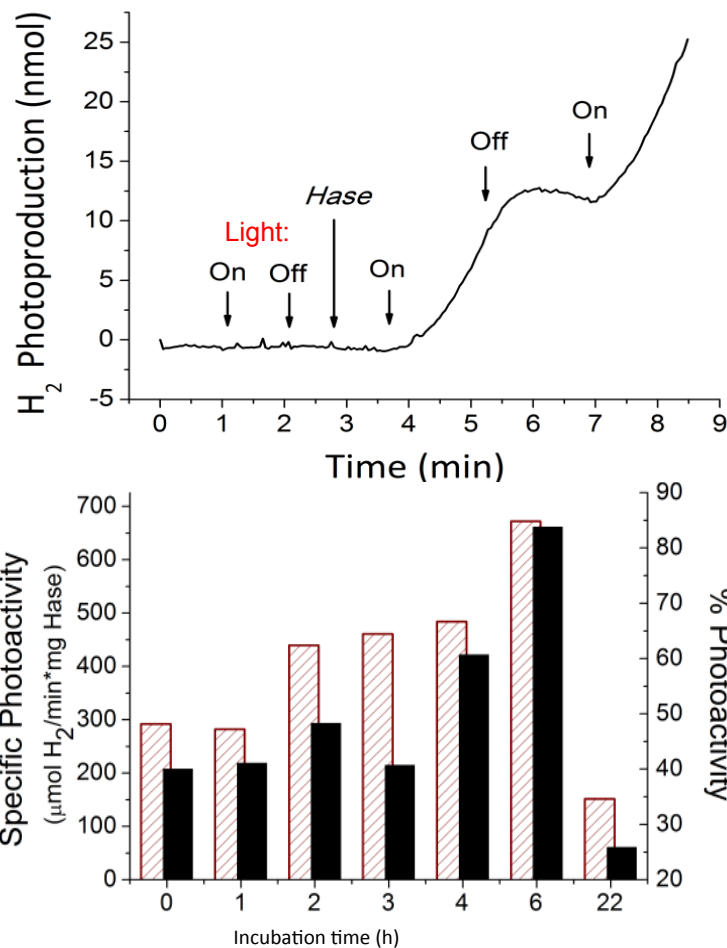 H2 Photoproduction (nmol)
25
20
15
10
5
0
-5
On
Off
Hase
Light:
On
Off
On
0 1 2 3 4 5 6 7 8 9
Time (min)
Specific Photoactivity
(μmol H2/min*mg Hase)
700
600
500
400
300
200
100
0
90
80
70
60
50
40
30
20
% Photoactivity
0 1 2 3 4 6 22
Incubation time (h)